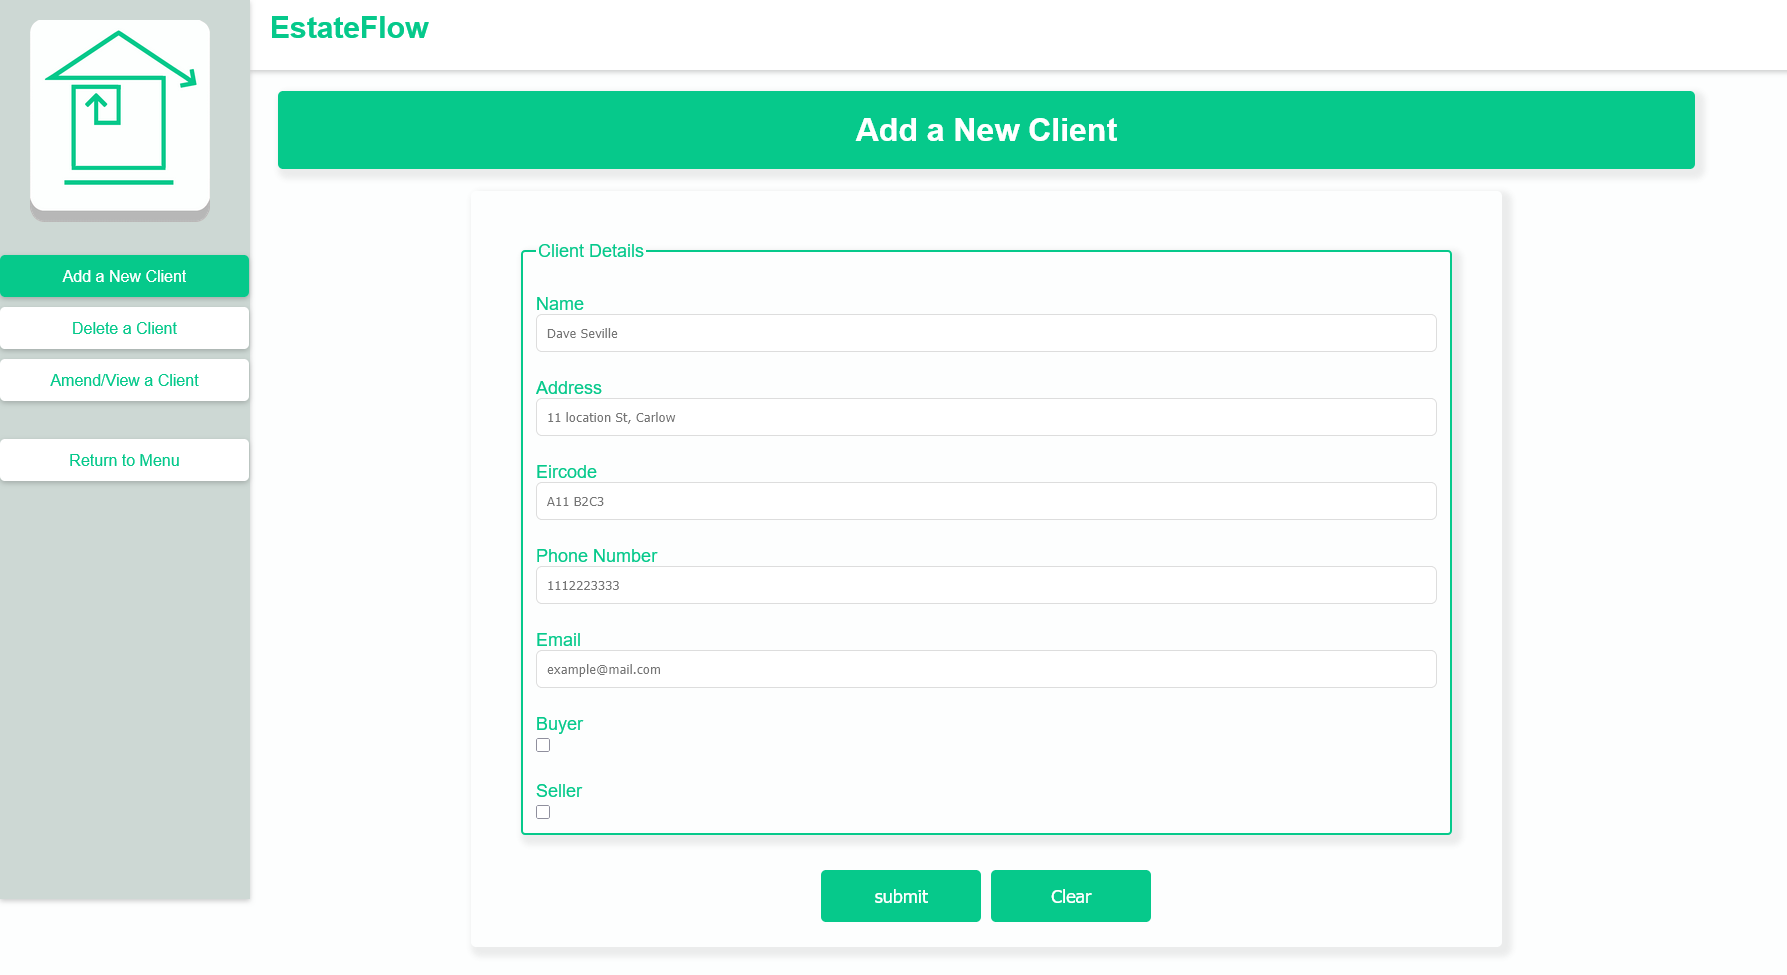 EstateFlow
Add a New Client
Add a New Client
Delete a Client
Amend/View a Client
Return to Menu
Client Details
Name
Dave Seville
Address
11 location St, Carlow
Eircode
A11 B2C3
Phone Number
1112223333
Email
example@mail.com
Buyer
Seller
submit
Clear